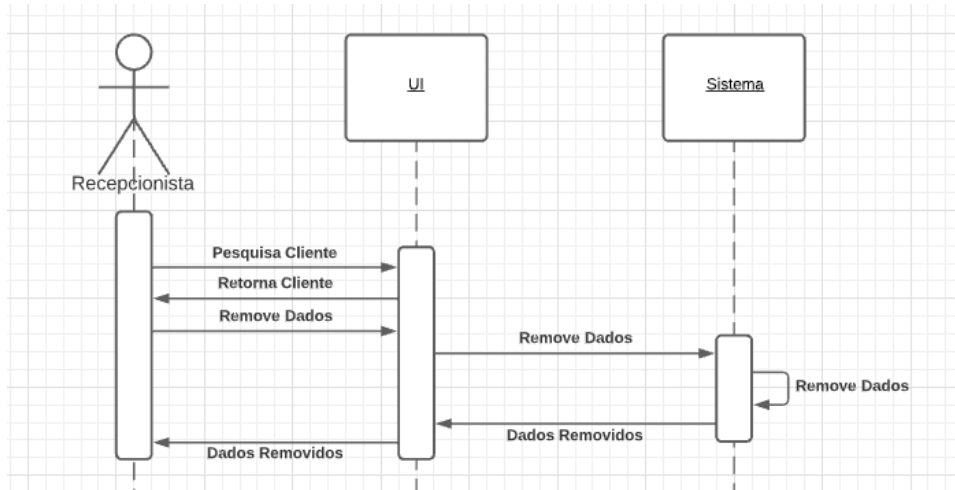 UI
Sistema
Recepcionista
Pesquisa Cliente
Retorna Cliente
Remove Dados
Remove Dados
Remove Dados
Dados Removidos
Dados Removidos